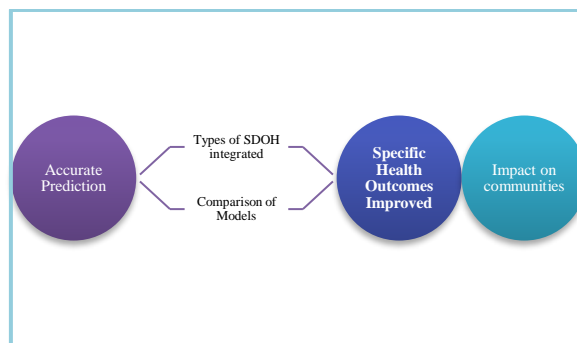 Accurate
Prediction
Types of SDOH
integrated
Comparison of
Models
Specific
Health
Outcomes
Improved
Impact on
communities